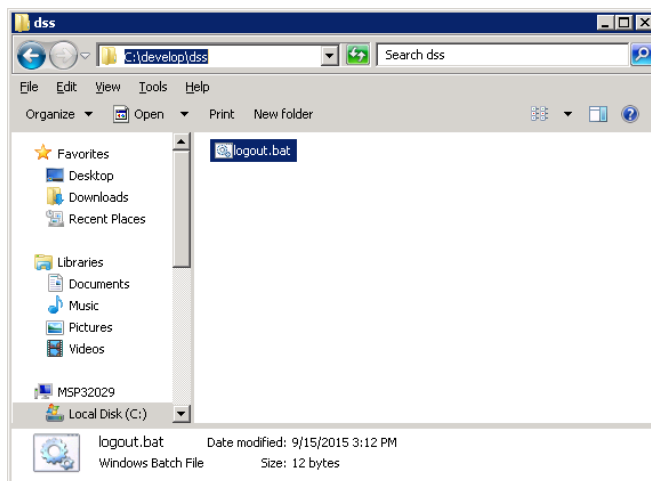 dss
C:\develop\dss
Search dss
File Edit View Tools Help
Organize Open Print New folder
Favorites
Desktop
Downloads
Recent Places
Libraries
Documents
Music
Pictures
Videos
MSP32029
Local Disk (C:)
logout.bat
logout.bat Date modified: 9/15/2015 3:12 PM
Windows Batch File Size: 12 bytes